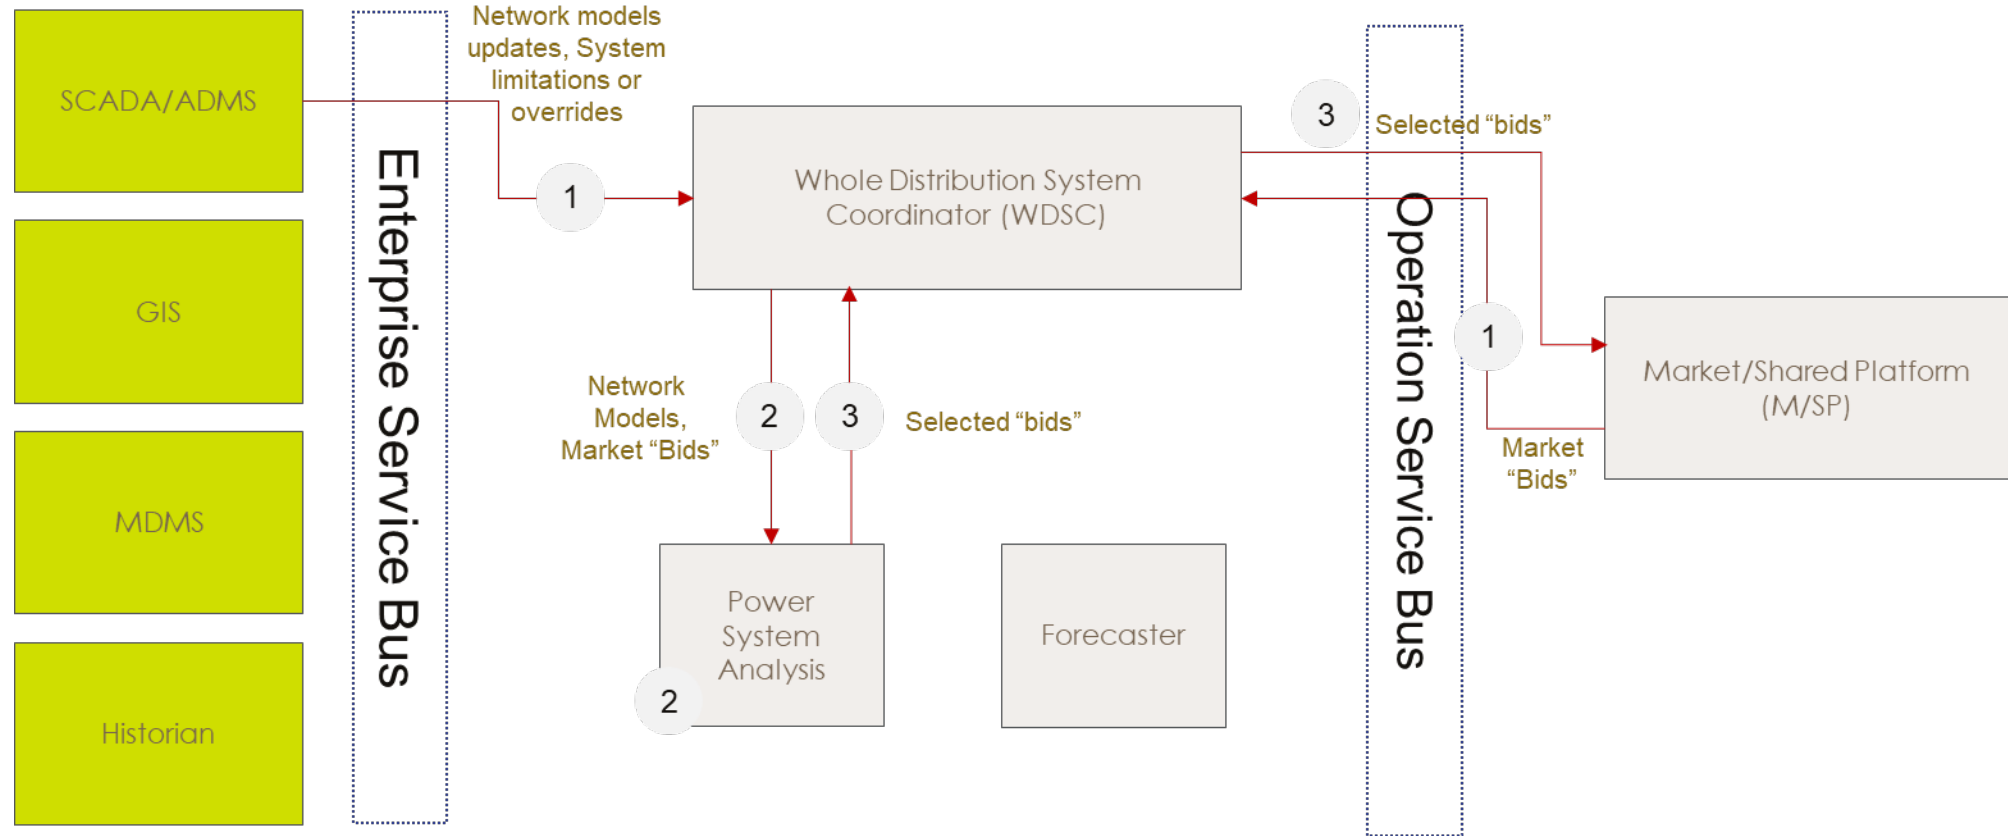 Network models
updates, System
limitations or
overrides
SCADA/ADMS
GIS
MDMS
Historian
Enterprise Service Bus
1
Whole Distribution System
Coordinator (WDSC)
3
Selected “bids”
Operation Service Bus
1
Market/Shared Platform
(M/SP)
Market
“Bids”
Network
Models,
Market “Bids”
2
3
Selected “bids”
Power
System
Analysis
2
Forecaster